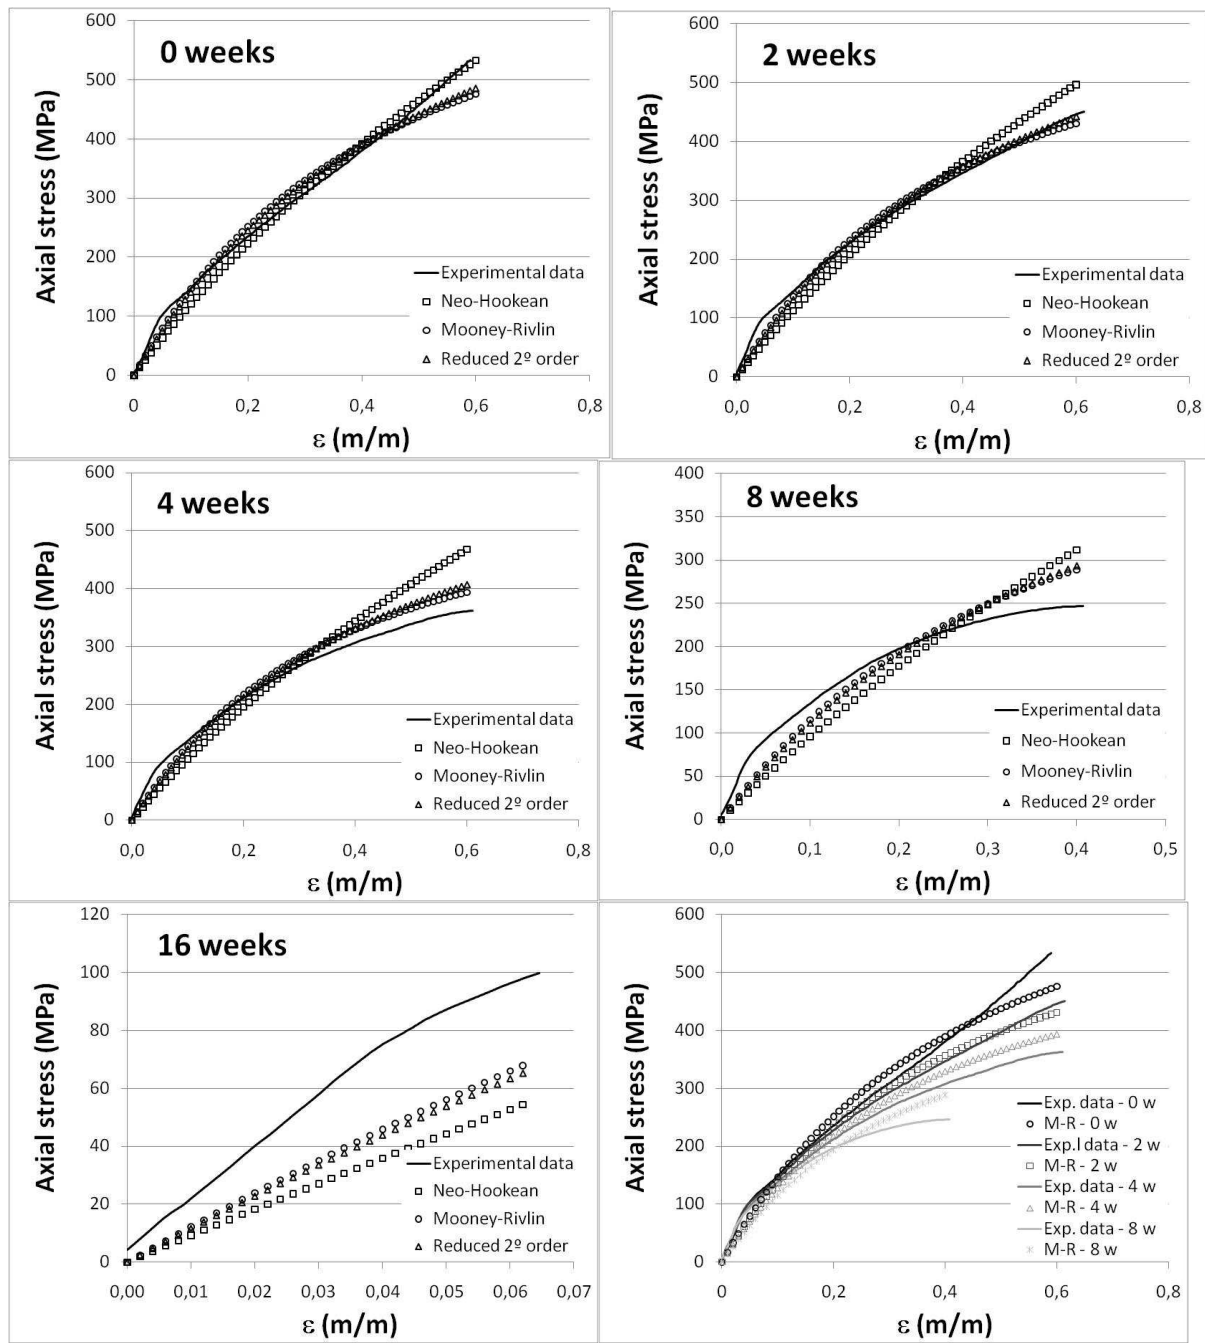 0 weeks
Axial stress (MPa)
600
500
400
300
200
100
0
0
0,2
0,4
0,6
0,8
ε (m/m)
Experimental data
Neo-Hookean
Mooney-Rivlin
Reduced 2º order
2 weeks
Axial stress (MPa)
600
500
400
300
200
100
0
0,0
0,2
0,4
0,6
0,8
ε (m/m)
Experimental data
Neo-Hookean
Mooney-Rivlin
Reduced 2º order
4 weeks
Axial stress (MPa)
600
500
400
300
200
100
0
0,0
0,2
0,4
0,6
0,8
ε (m/m)
Experimental data
Neo-Hookean
Mooney-Rivlin
Reduced 2º order
8 weeks
Axial stress (MPa)
400
350
300
250
200
150
100
50
0
0,0
0,1
0,2
0,3
0,4
0,5
ε (m/m)
Experimental data
Neo-Hookean
Mooney-Rivlin
Reduced 2º order
16 weeks
Axial stress (MPa)
120
100
80
60
40
20
0
0,00
0,01
0,02
0,03
0,04
0,05
0,06
0,07
ε (m/m)
Experimental data
Neo-Hookean
Mooney-Rivlin
Reduced 2º order
Axial stress (MPa)
600
500
400
300
200
100
0
0
0,2
0,4
0,6
0,8
ε (m/m)
Exp. data - 0 w
M-R - 0 w
Exp.l data - 2 w
M-R - 2 w
Exp. data - 4 w
M-R - 4 w
Exp. data - 8 w
M-R - 8 w